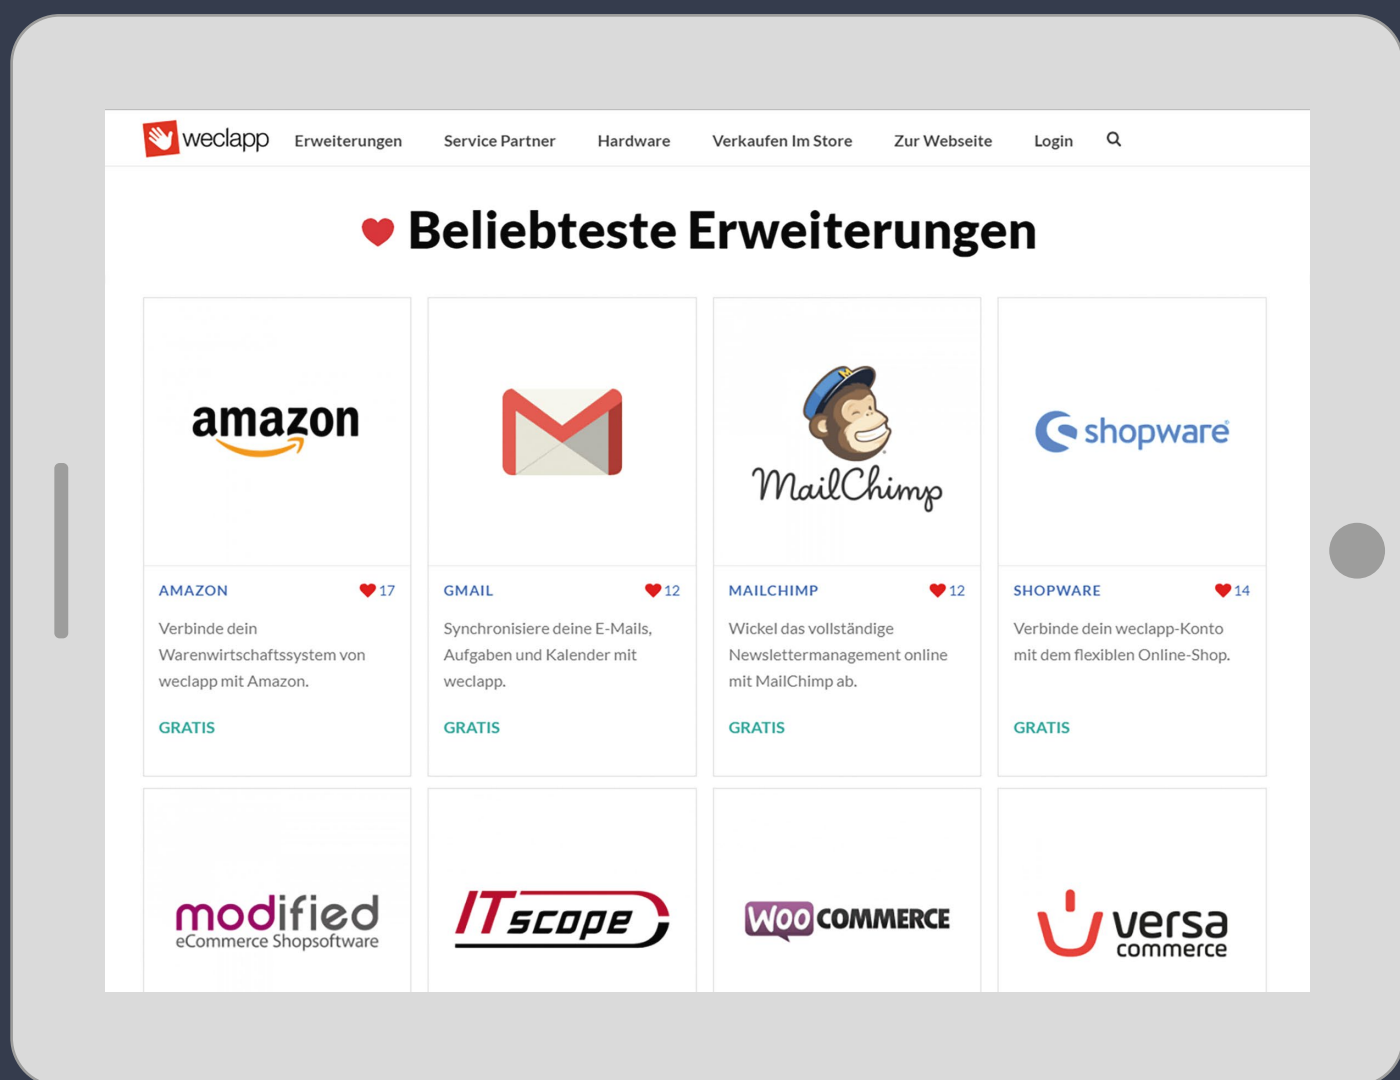 weclapp Erweiterungen Service Partner Hardware Verkaufen Im Store Zur Webseite Login
Beliebteste Erweiterungen
amazon
M
MailChimp
shopware
AMAZON 17
Verbinde dein
Warenwirtschaftssystem von
weclapp mit Amazon.
GRATIS
GMAIL 12
Synchronisiere deine E-Mails,
Aufgaben und Kalender mit
weclapp.
GRATIS
MAILCHIMP 12
Wickel das vollständige
Newslettermanagement online
mit MailChimp ab.
GRATIS
SHOPWARE 14
Verbinde dein weclapp-Konto
mit dem flexiblen Online-Shop.
GRATIS
modified
eCommerce Shopsoftware
ITscope
WOO COMMERCE
versa
commerce